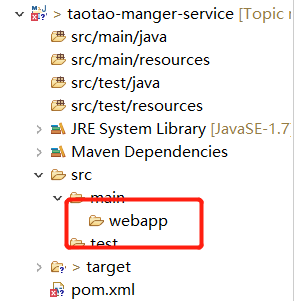 > taotao-manger-service [Topic
src/main/java
src/main/resources
src/test/java
src/test/resources
JRE System Library [JavaSE-1.7]
Maven Dependencies
src
main
webapp
test
> target
pom.xml